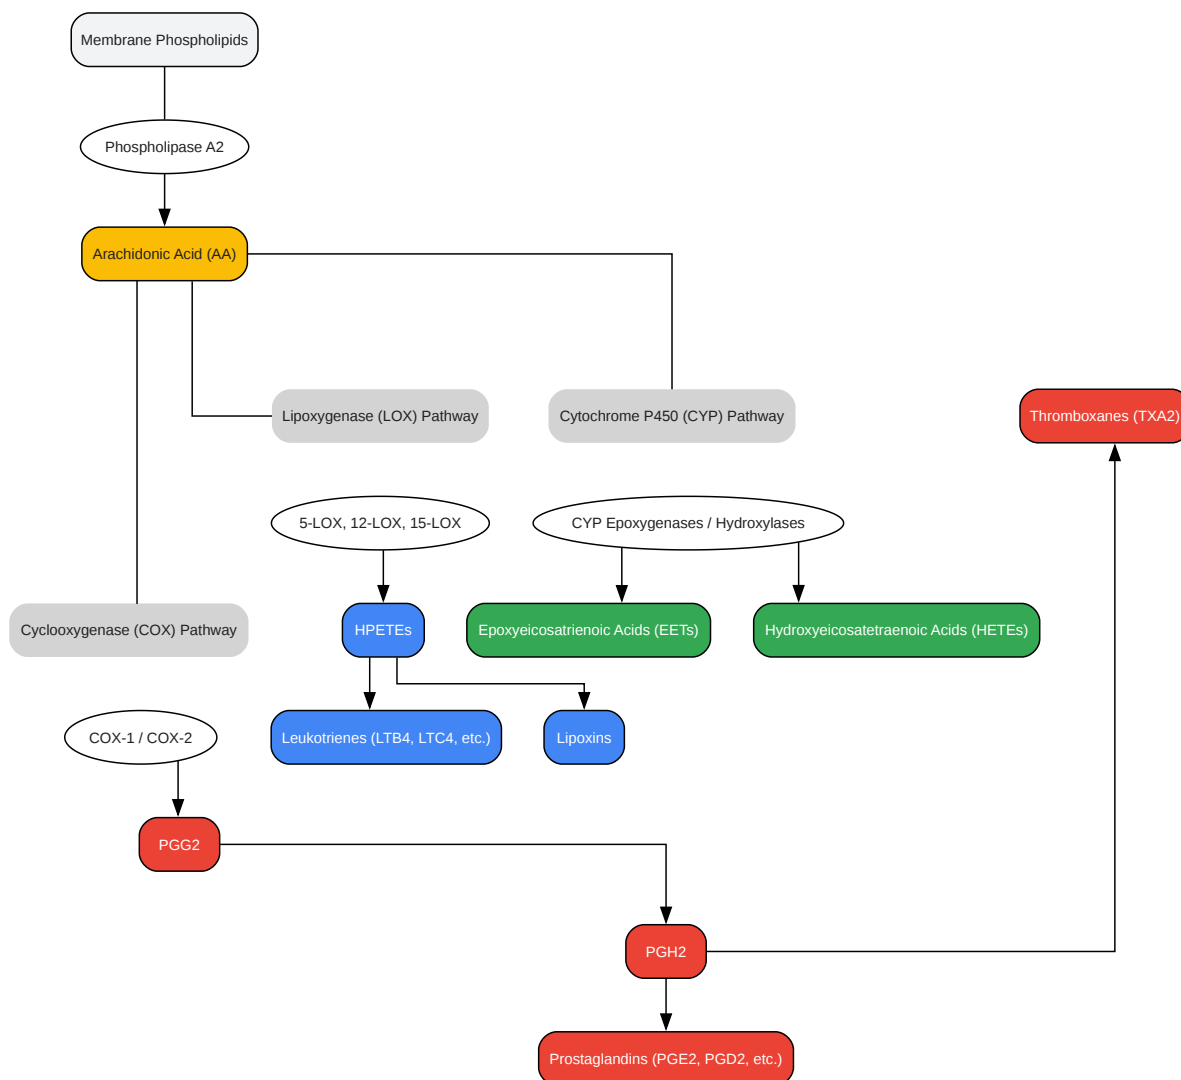 Membrane Phospholipids
Phospholipase A2
Arachidonic Acid (AA)
Lipoxygenase (LOX) Pathway
Cytochrome P450 (CYP) Pathway
Thromboxanes (TXA2)
5-LOX, 12-LOX, 15-LOX
CYP Epoxygenases / Hydroxylases
Cyclooxygenase (COX) Pathway
HPETEs
Epoxyeicosatrienoic Acids (EETs)
Hydroxyeicosatetraenoic Acids (HETEs)
COX-1 / COX-2
Leukotrienes (LTB4, LTC4, etc.)
Lipoxins
PGG2
PGH2
Prostaglandins (PGE2, PGD2, etc.)